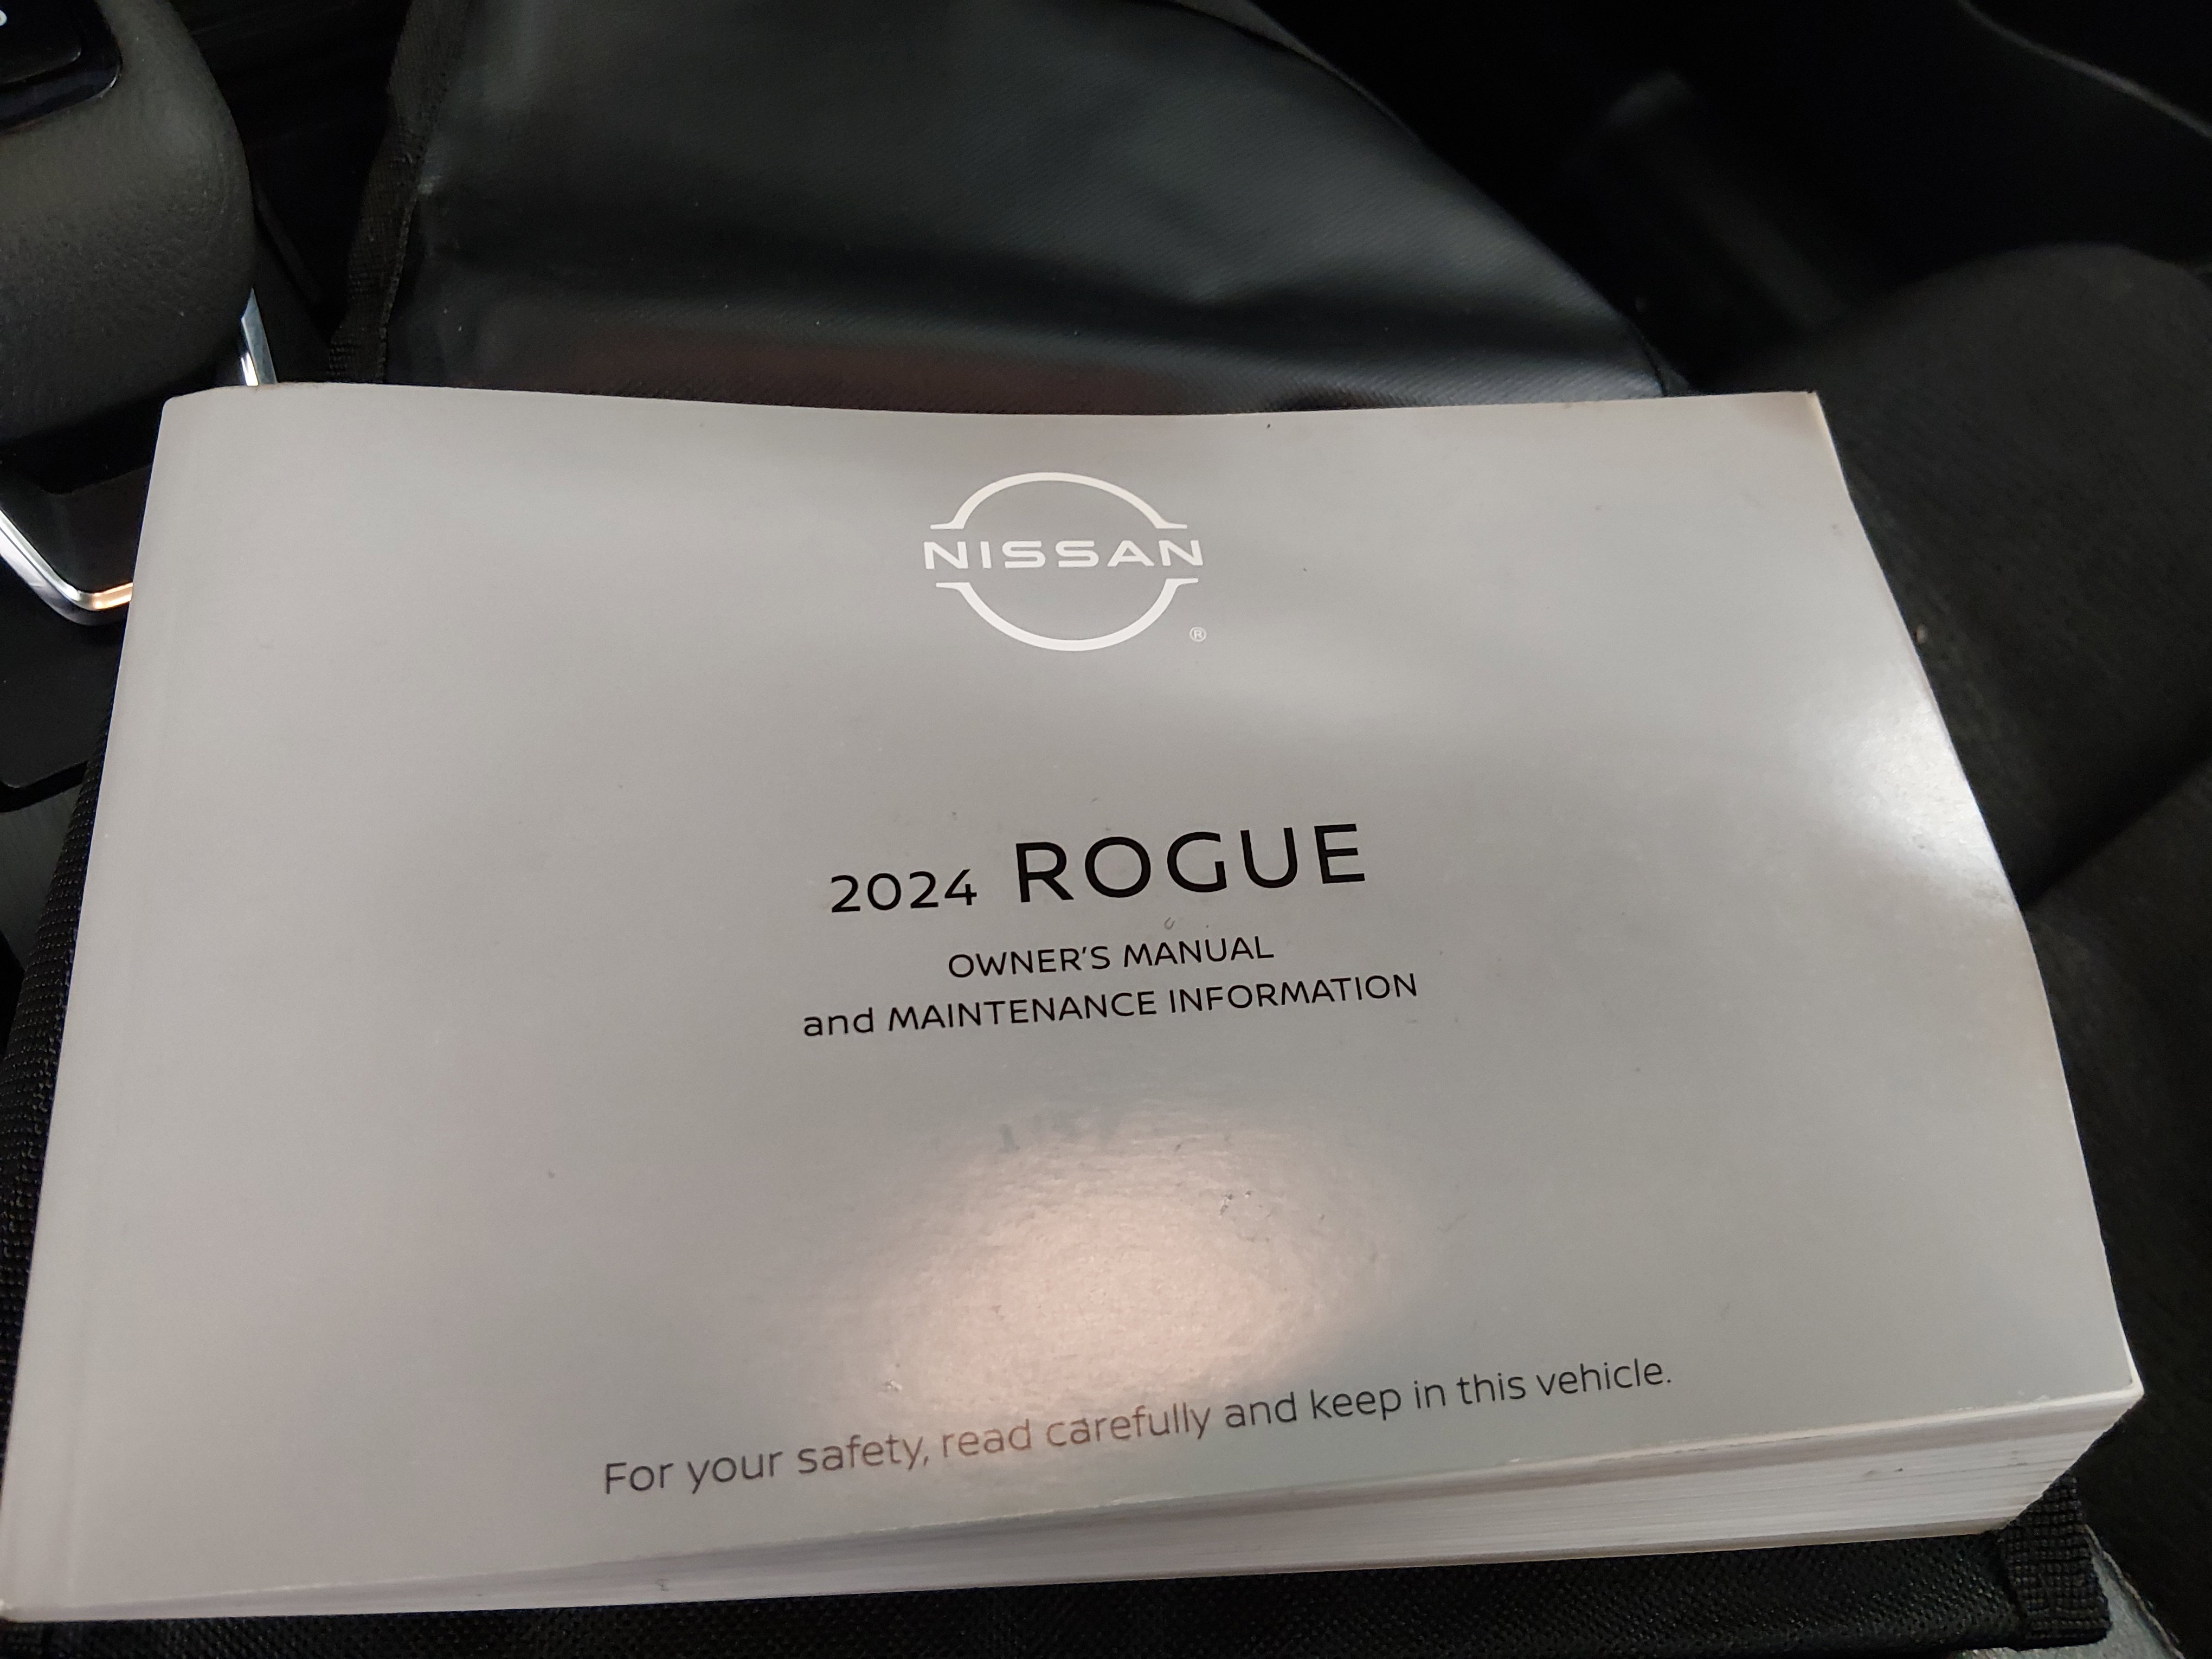 NISSAN
®
2024 ROGUE
OWNER'S MANUAL
and MAINTENANCE INFORMATION
For your safety, read carefully and keep in this vehicle.